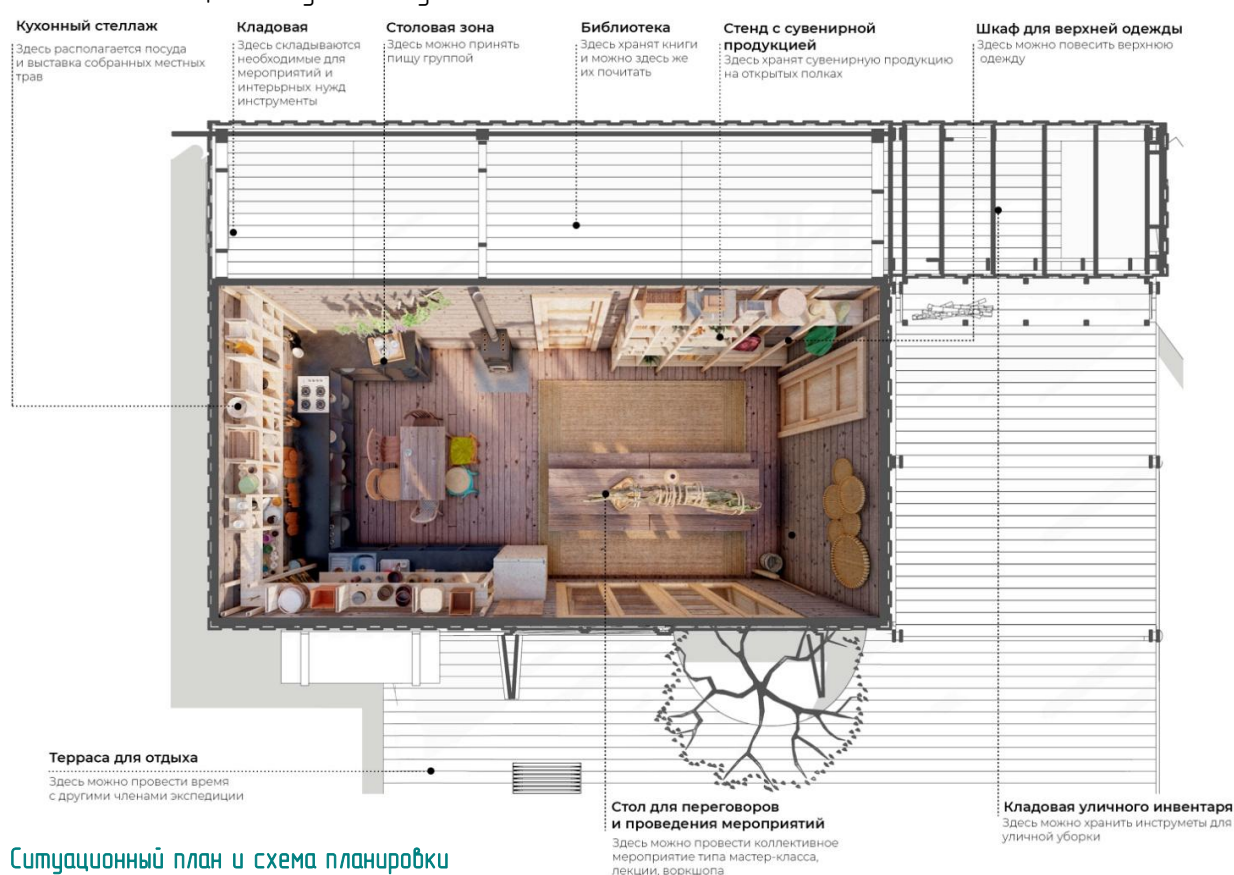 Кухонный стеллаж
Здесь располагается посуда
и выставка собранных местных
трав
Кладовая
Здесь складываются
необходимые для
мероприятий и
интерьрных нужд
инструменты
Столовая зона
Здесь можно принять
пищу группой
Библиотека
Здесь хранят книги
и можно здесь же
их почитать
Стенд с сувенирной
продукцией
Здесь хранят сувенирную продукцию
на открытых полках
Шкаф для верхней одежды
Здесь можно повесить верхнюю
одежду
Терраса для отдыха
Здесь можно провести время
с другими членами экспедиции
Стол для переговоров
и проведения мероприятий
Здесь можно провести коллективное
мероприятие типа мастер-класса,
лекции, воркшопа
Кладовая уличного инвентаря
Здесь можно хранить инструметы для
уличной уборки
Ситуационный план и схема планировки